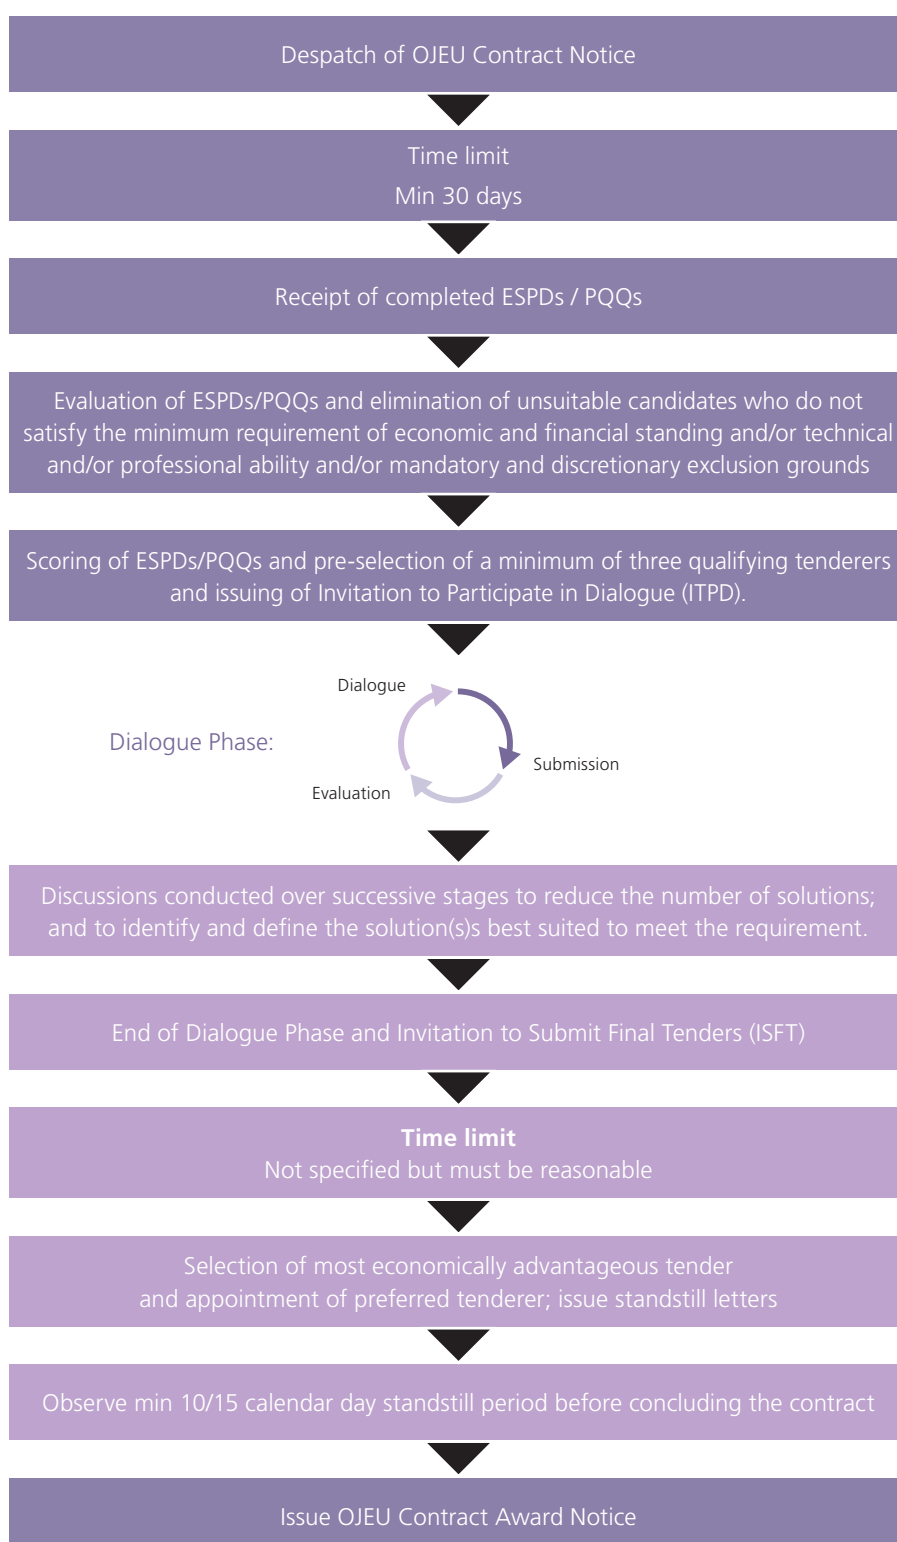 Despatch of OJEU Contract Notice
Time limit
Min 30 days
Receipt of completed ESPDs / PQQs
Evaluation of ESPDs/PQQs and elimination of unsuitable candidates who do not
satisfy the minimum requirement of economic and financial standing and/or technical
and/or professional ability and/or mandatory and discretionary exclusion grounds
Scoring of ESPDs/PQQs and pre-selection of a minimum of three qualifying tenderers
and issuing of Invitation to Participate in Dialogue (ITPD).
Dialogue
Dialogue Phase:
Submission
Evaluation
Discussions conducted over successive stages to reduce the number of solutions;
and to identify and define the solution(s)s best suited to meet the requirement.
End of Dialogue Phase and Invitation to Submit Final Tenders (ISFT)
Time limit
Not specified but must be reasonable
Selection of most economically advantageous tender
and appointment of preferred tenderer; issue standstill letters
Observe min 10/15 calendar day standstill period before concluding the contract
Issue OJEU Contract Award Notice